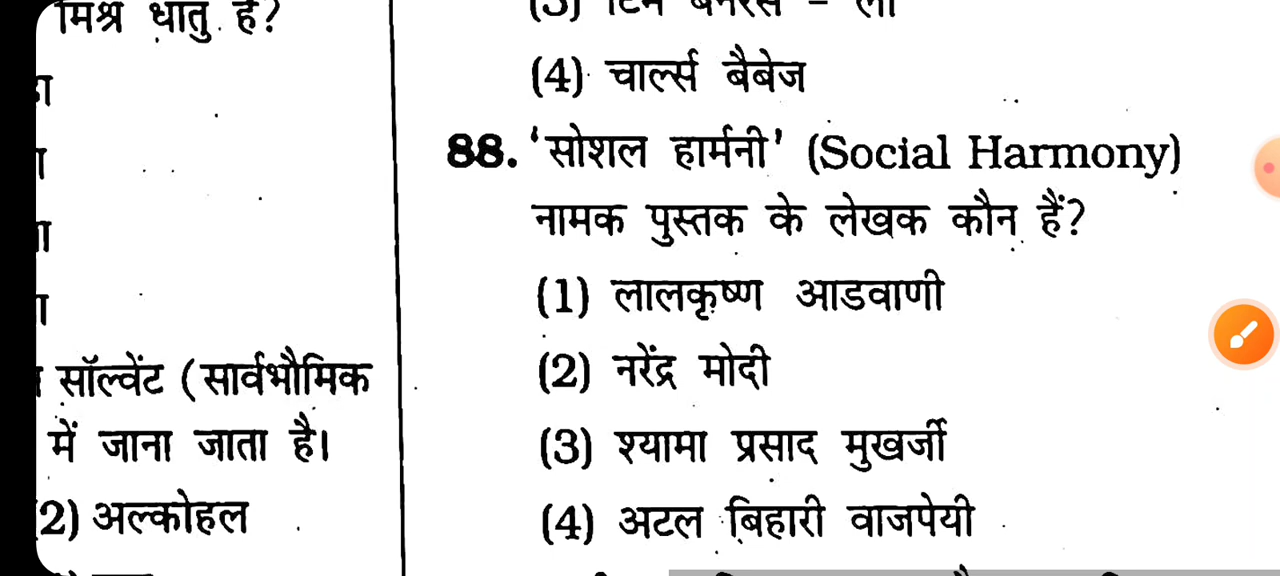 मिश्र धातु है?
सॉल्वेंट (सार्वभौमिक
में जाना जाता है।
2) अल्कोहल
(4) चार्ल्स बैबेज
88. 'सोशल हार्मनी' (Social Harmony)
नामक पुस्तक के लेखक कौन हैं?
(1) लालकृष्ण आडवाणी
(2) नरेंद्र मोदी
(3) श्यामा प्रसाद मुखर्जी
(4) अटल बिहारी वाजपेयी